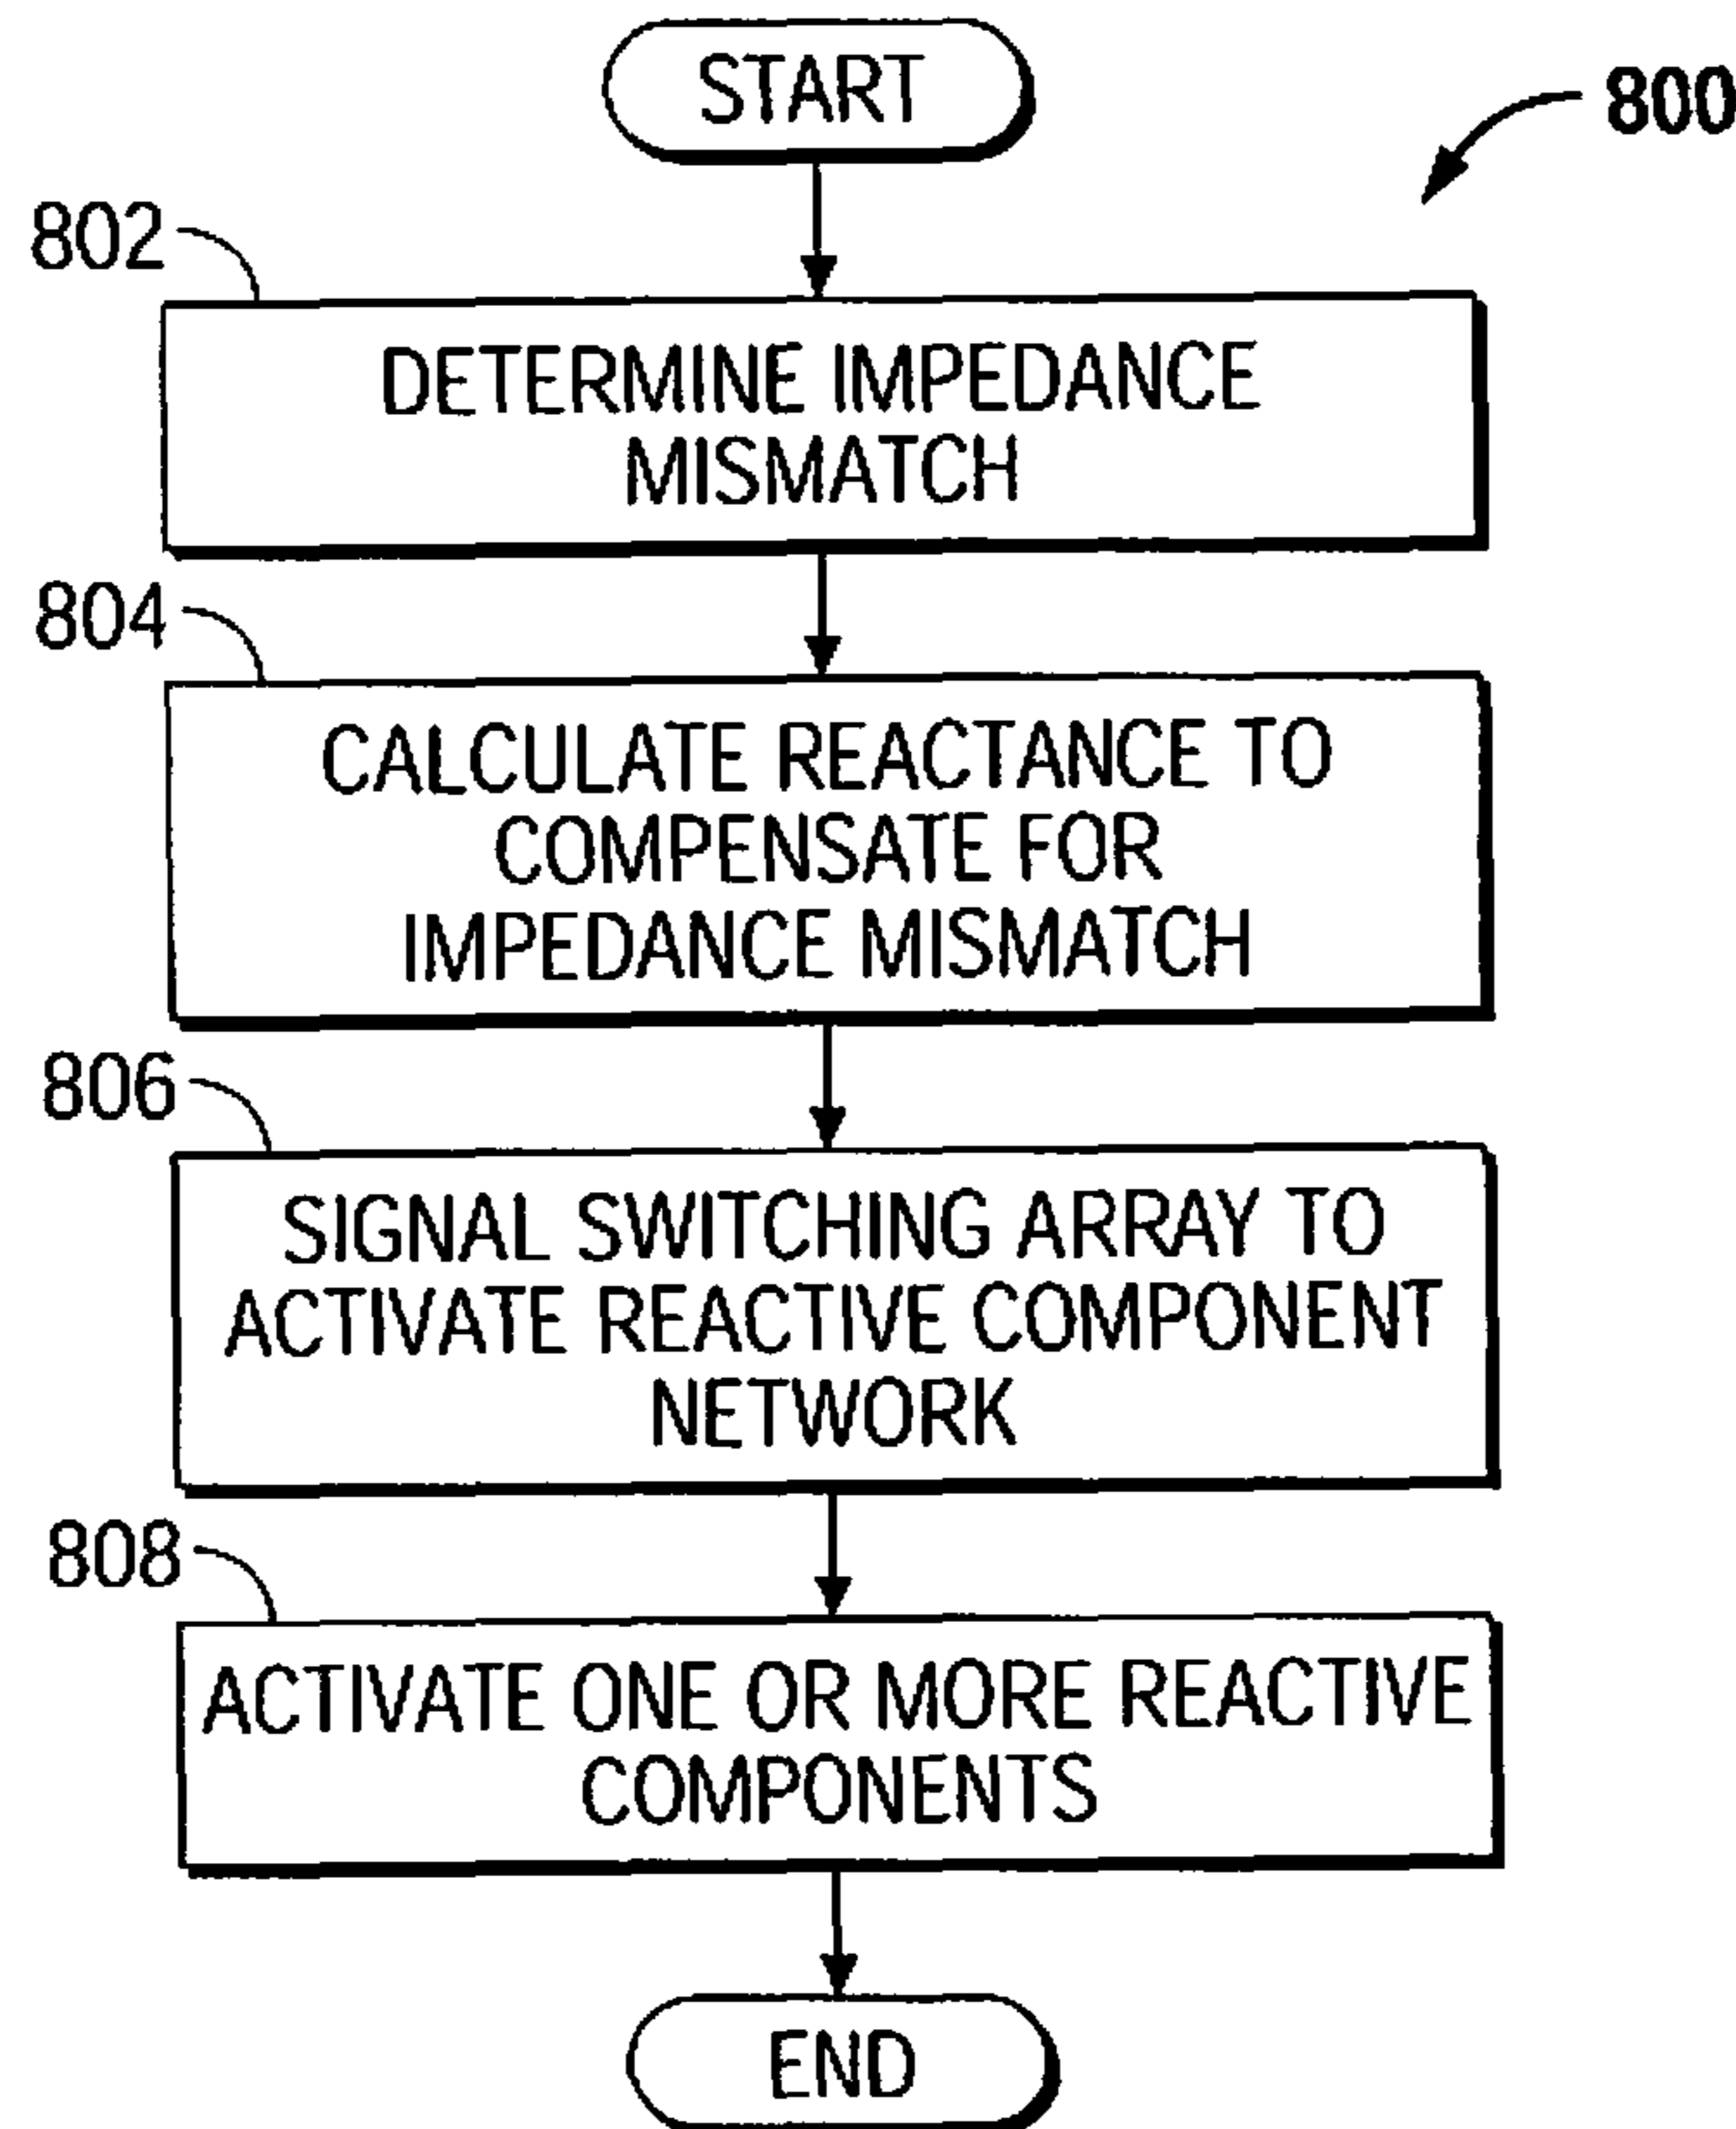 START
800
802
DETERMINE IMPEDANCE
MISMATCH
804
CALCULATE REACTANCE TO
COMPENSATE FOR
IMPEDANCE MISMATCH
806
SIGNAL SWITCHING ARRAY TO
ACTIVATE REACTIVE COMPONENT
NETWORK
808
ACTIVATE ONE OR MORE REACTIVE
COMPONENTS
END